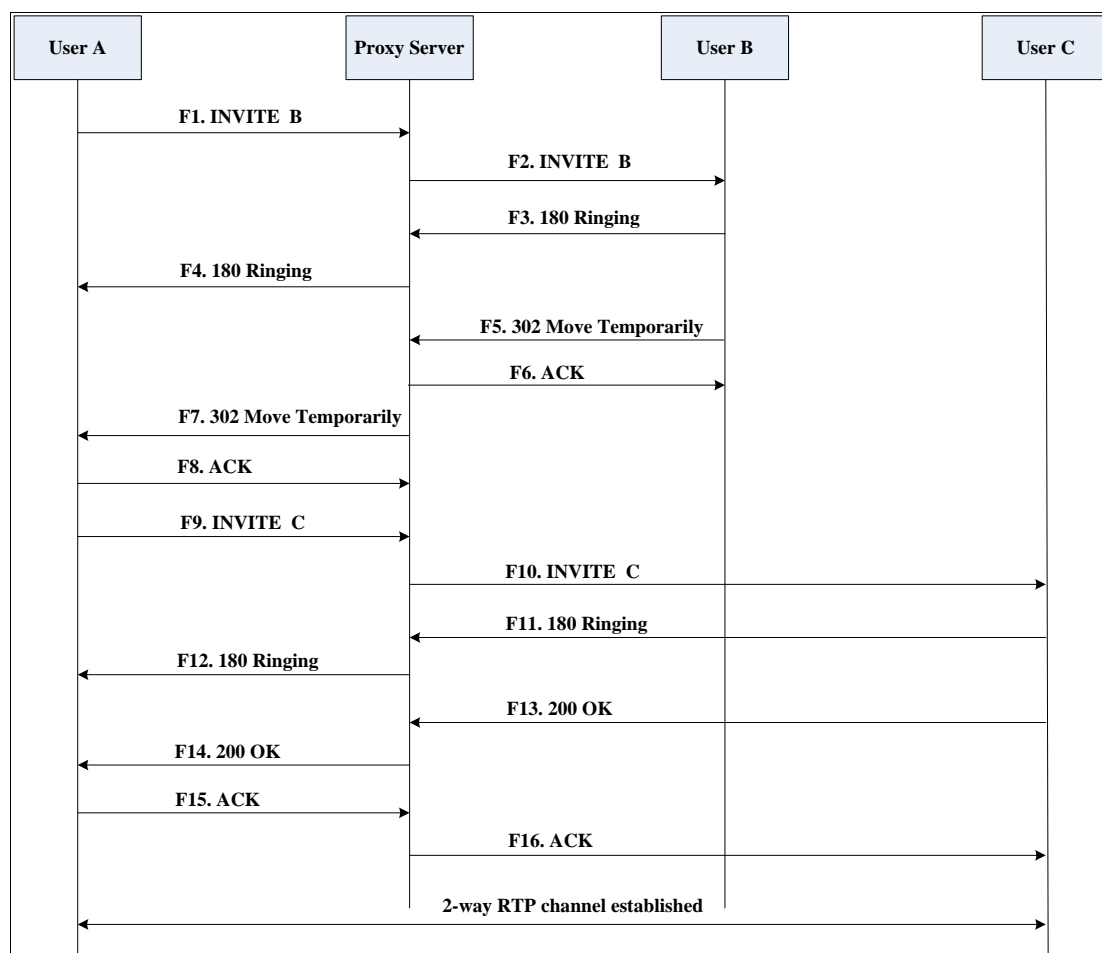 User A
Proxy Server
User B
User C
F1. INVITE B
F2. INVITE B
F3. 180 Ringing
F4. 180 Ringing
F5. 302 Move Temporarily
F6. ACK
F7. 302 Move Temporarily
F8. ACK
F9. INVITE C
F10. INVITE C
F11. 180 Ringing
F12. 180 Ringing
F13. 200 OK
F14. 200 OK
F15. ACK
F16. ACK
2-way RTP channel established